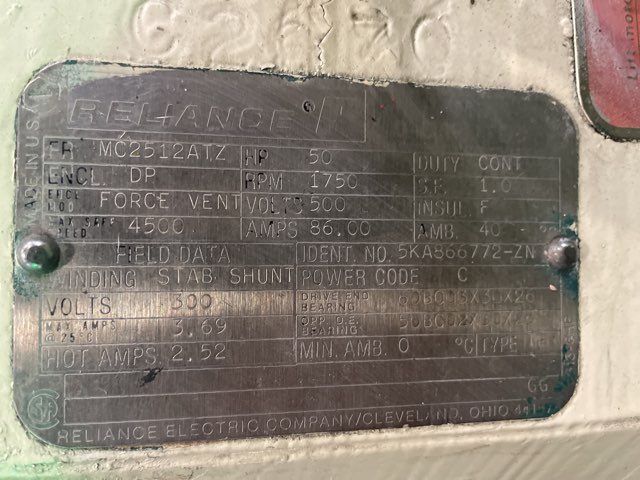 RELIANCE ®
MADE IN U.S.A.
FR. MC2512ATZ HP 50 DUTY CONT
ENCL. DP RPM 1750 S.F. 1.0
ENCL MOD FORCE VENT VOLTS 500 INSUL. F
MAX SAFE SPEED 4500 AMPS 86.00 AMB. 40 °C
FIELD DATA IDENT. NO. 5KA866772-ZN
WINDING STAB SHUNT POWER CODE C
VOLTS 300 DRIVE END BEARING
MAX AMPS @ 25°C 3.69 OPP D.E. BEARING
HOT AMPS 2.52 MIN. AMB. 0 °C TYPE
GG
RELIANCE ELECTRIC COMPANY/CLEVELAND, OHIO